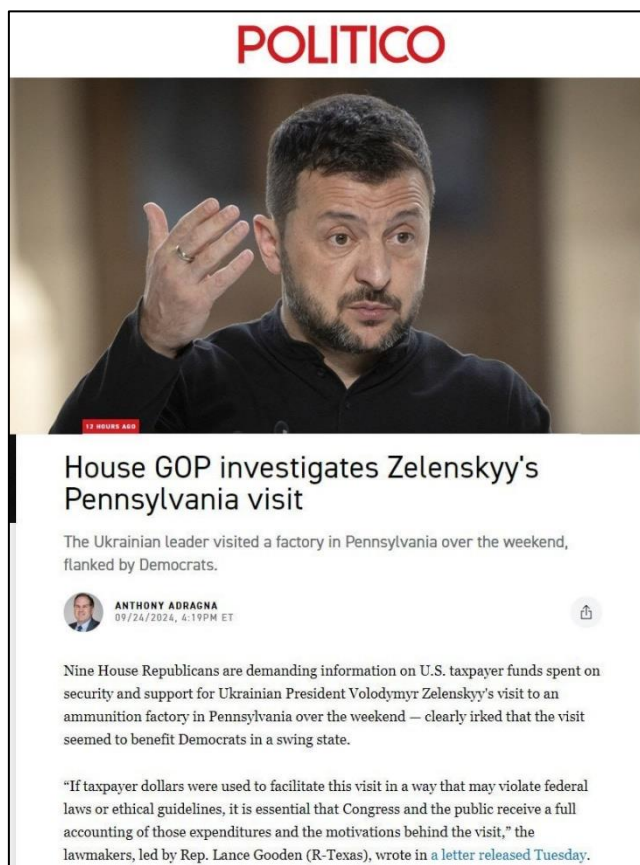 POLITICO
12 HOURS AGO
House GOP investigates Zelenskyy's
Pennsylvania visit
The Ukrainian leader visited a factory in Pennsylvania over the weekend,
flanked by Democrats.
ANTHONY ADRAGNA
09/24/2024, 4:19PM ET
Nine House Republicans are demanding information on U.S. taxpayer funds spent on
security and support for Ukrainian President Volodymyr Zelenskyy's visit to an
ammunition factory in Pennsylvania over the weekend — clearly irked that the visit
seemed to benefit Democrats in a swing state.
“If taxpayer dollars were used to facilitate this visit in a way that may violate federal
laws or ethical guidelines, it is essential that Congress and the public receive a full
accounting of those expenditures and the motivations behind the visit,” the
lawmakers, led by Rep. Lance Gooden (R-Texas), wrote in a letter released Tuesday.